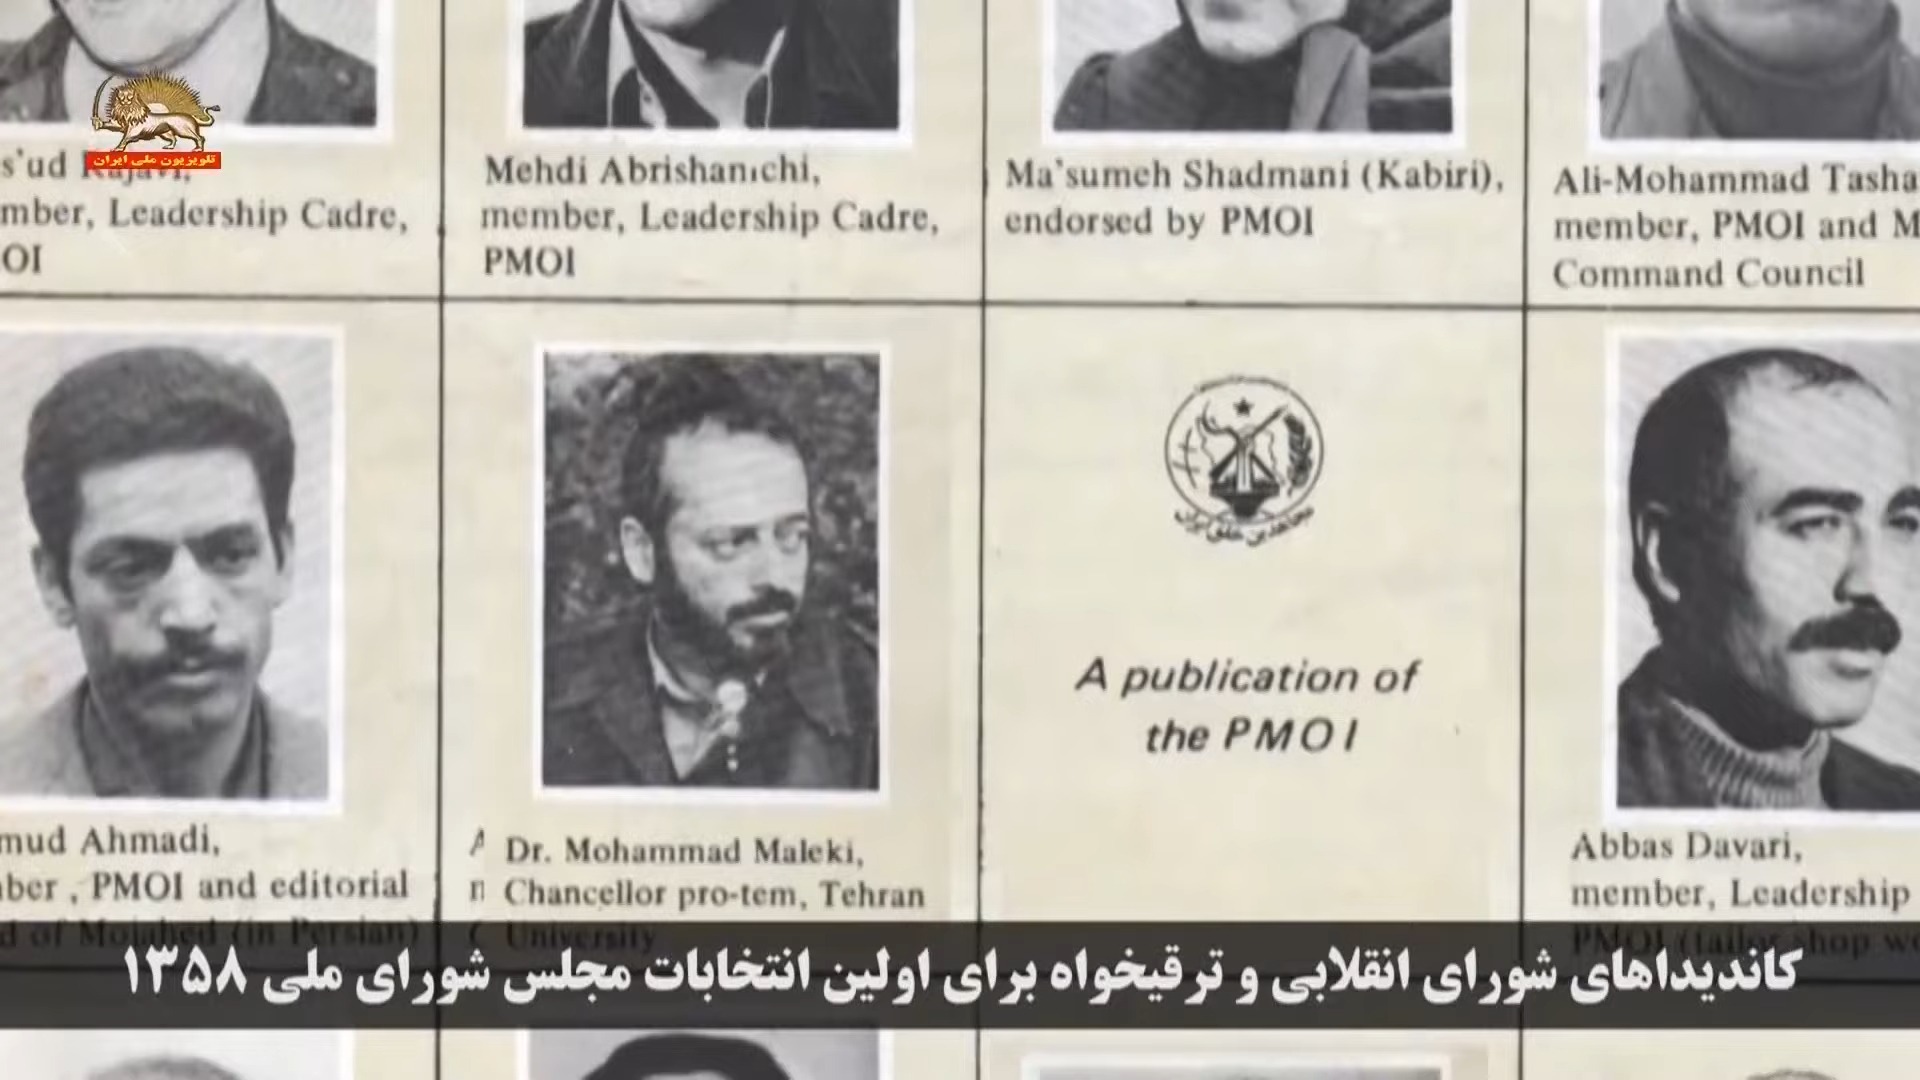 تلویزیون ملی ایران
s'ud Rajavi,
mber, Leadership Cadre,
OI
Mehdi Abrishamchi,
member, Leadership Cadre,
PMOI
Ma'sumeh Shadmani (Kabiri),
endorsed by PMOI
Ali-Mohammad Tasha
member, PMOI and M
Command Council
مجاهدین خلق ایران
A publication of
the PMOI
mud Ahmadi,
ber , PMOI and editorial
d of Mojahed (in Persian)
Dr. Mohammad Maleki,
Chancellor pro-tem, Tehran
University
Abbas Davari,
member, Leadership
PMOI (tailor shop wo
کاندیداهای شورای انقلابی و ترقیخواه برای اولین انتخابات مجلس شورای ملی ۱۳۵۸